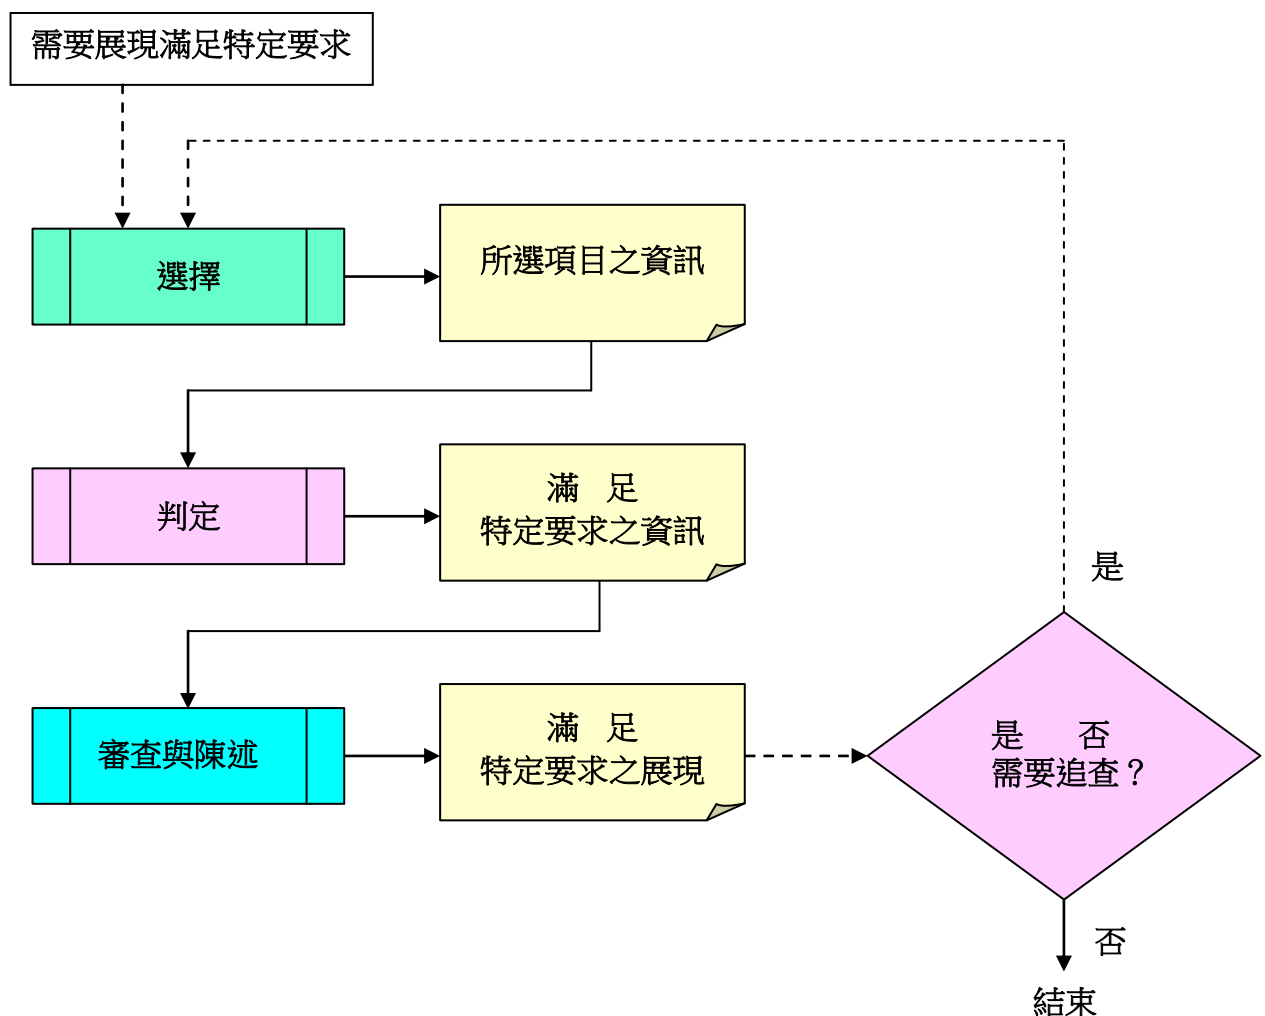 需要展現滿足特定要求
選擇
所選項目之資訊
判定
滿 足
特定要求之資訊
是
審查與陳述
滿 足
特定要求之展現
是 否
需要追查？
否
結束